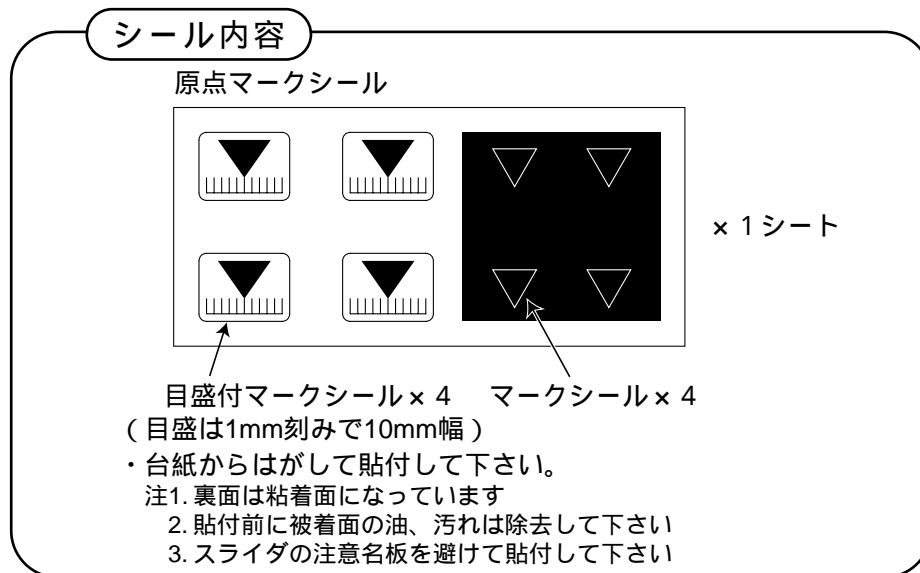 シール内容
原点マークシール
× 1シート
目盛付マークシール× 4 マークシール× 4
(目盛は1mm刻みで10mm幅)
・台紙からはがして貼付して下さい。
注1. 裏面は粘着面になっています
2. 貼付前に被着面の油、汚れは除去して下さい
3. スライダの注意名板を避けて貼付して下さい